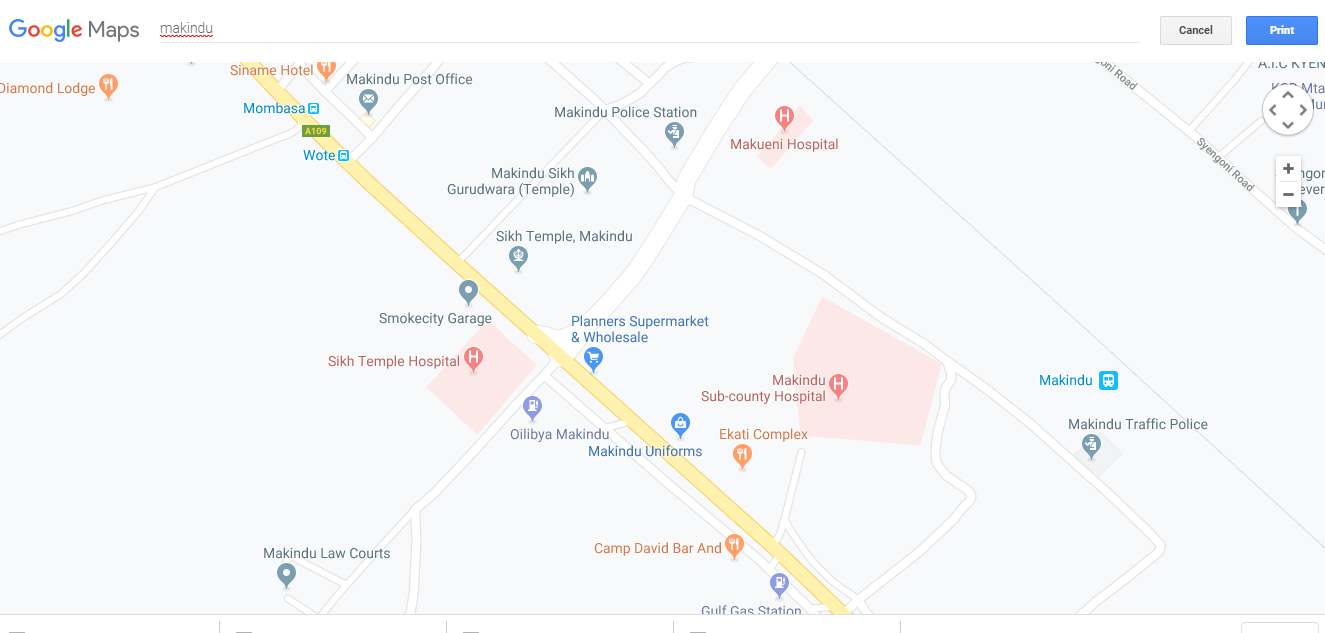 Google Maps
makindu
Cancel
Print
Siname Hotel
Diamond Lodge
Makindu Post Office
Mombasa
A109
Wote
Makindu Police Station
Makueni Hospital
A.I.C KYEN
Syengoni Road
Makindu Sikh
Gurudwara (Temple)
Sikh Temple, Makindu
Smokecity Garage
Planners Supermarket
& Wholesale
Sikh Temple Hospital
Makindu
Sub-county Hospital
Makindu
Oilibya Makindu
Makindu Uniforms
Ekati Complex
Makindu Traffic Police
Camp David Bar And
Makindu Law Courts
Gulf Gas Station